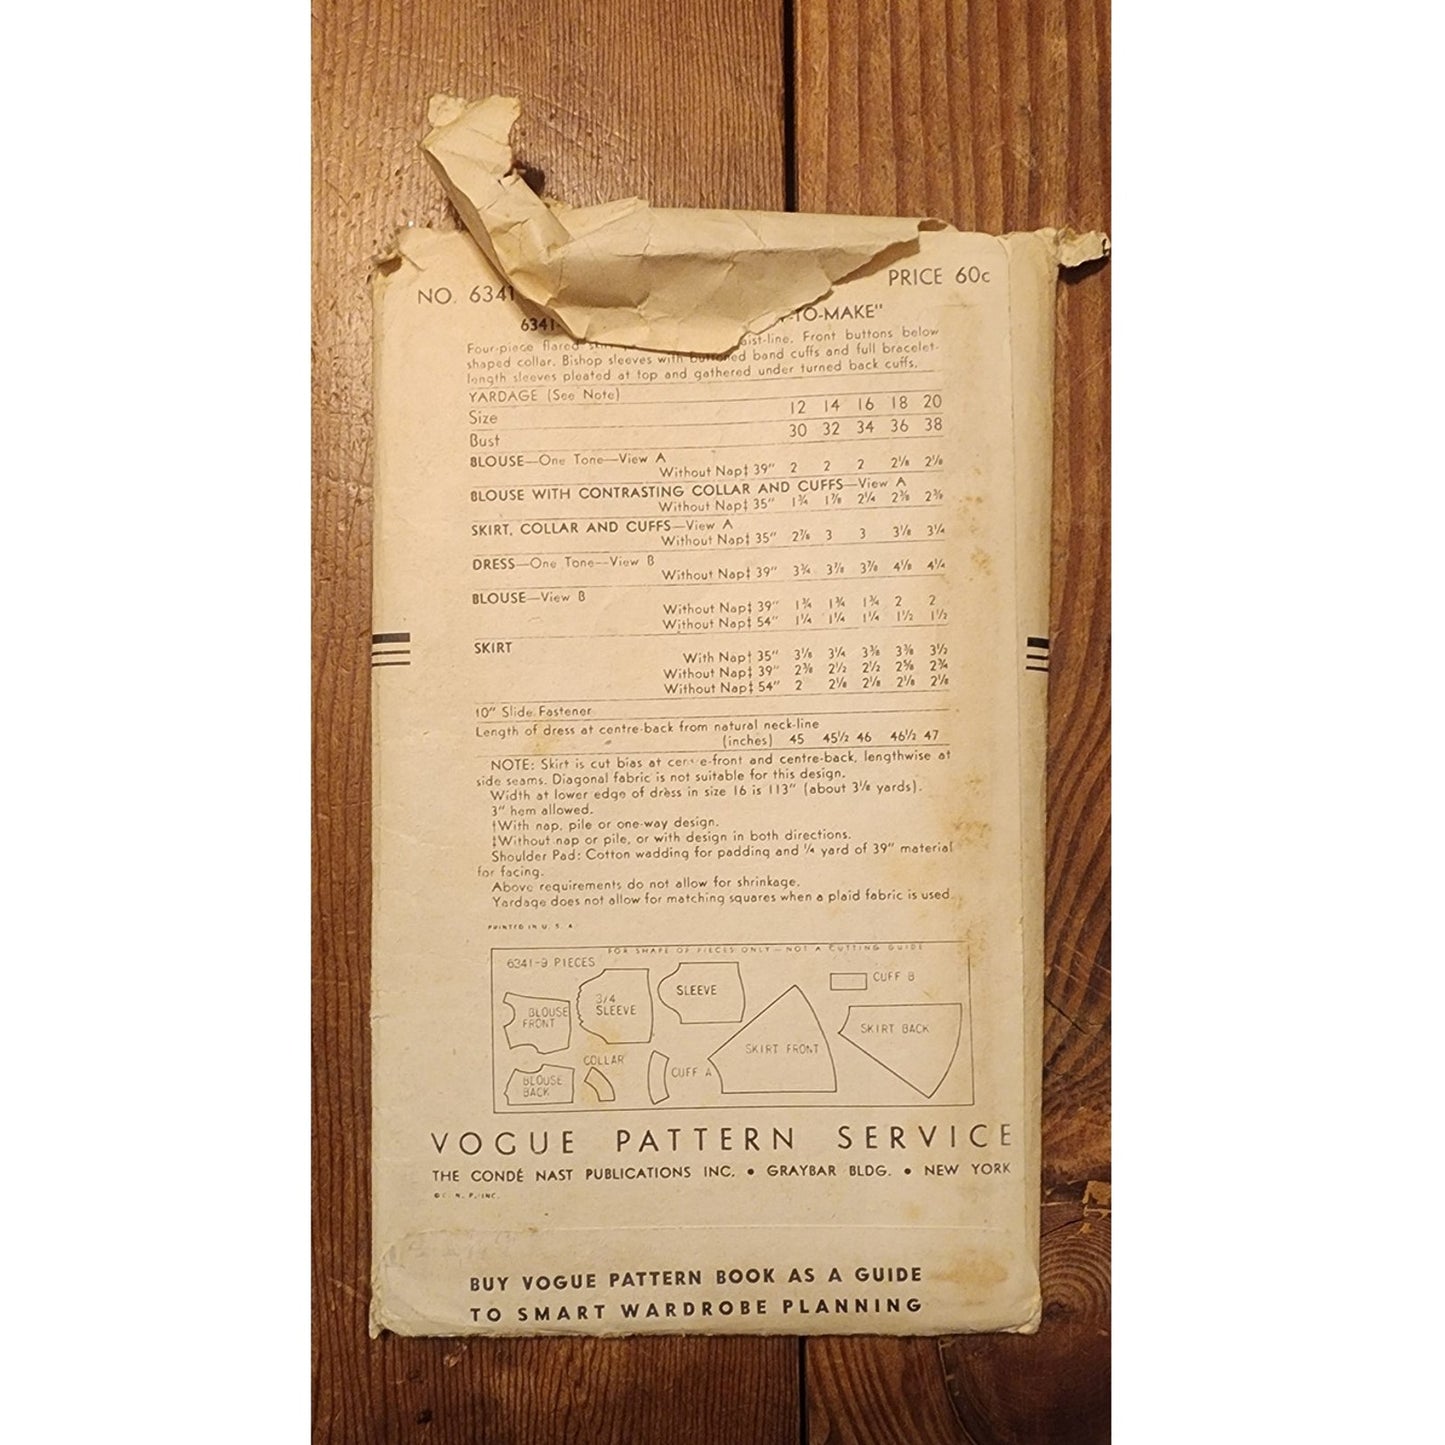 NO. 6341
PRICE 60c
6341-
-TO-MAKE"
Four-piece flared aist-line. Front buttons below
shaped collar. Bishop sleeves with buttoned band cuffs and full bracelet-
length sleeves pleated at top and gathered under turned back cuffs.
YARDAGE (See Note)
Size 12 14 16 18 20
Bust 30 32 34 36 38
BLOUSE—One Tone—View A
Without Nap‡ 39" 2 2 2 2⅛ 2⅛
BLOUSE WITH CONTRASTING COLLAR AND CUFFS—View A
Without Nap‡ 35" 1¾ 1⅞ 2¼ 2⅜ 2⅜
SKIRT, COLLAR AND CUFFS—View A
Without Nap‡ 35" 2⅞ 3 3 3⅛ 3¼
DRESS—One Tone—View B
Without Nap‡ 39" 3¾ 3⅞ 3⅞ 4⅛ 4¼
BLOUSE—View B
Without Nap‡ 39" 1¾ 1¾ 1¾ 2 2
Without Nap‡ 54" 1¼ 1¼ 1¼ 1½ 1½
SKIRT
With Nap† 35" 3⅛ 3¼ 3⅜ 3⅜ 3½
Without Nap‡ 39" 2⅜ 2½ 2½ 2⅝ 2¾
Without Nap‡ 54" 2 2⅛ 2⅛ 2⅛ 2⅛
10" Slide Fastener
Length of dress at centre-back from natural neck-line
(inches) 45 45½ 46 46½ 47
NOTE: Skirt is cut bias at centre-front and centre-back, lengthwise at
side seams. Diagonal fabric is not suitable for this design.
Width at lower edge of dress in size 16 is 113" (about 3⅛ yards).
3" hem allowed.
†With nap, pile or one-way design.
‡Without nap or pile, or with design in both directions.
Shoulder Pad: Cotton wadding for padding and ¼ yard of 39" material
for facing.
Above requirements do not allow for shrinkage.
Yardage does not allow for matching squares when a plaid fabric is used.
PRINTED IN U. S. A.
FOR SHAPE OF PIECES ONLY—NOT A CUTTING GUIDE
6341-9 PIECES
BLOUSE
FRONT
3/4
SLEEVE
SLEEVE
CUFF B
SKIRT FRONT
SKIRT BACK
BLOUSE
BACK
COLLAR
CUFF A
VOGUE PATTERN SERVICE
THE CONDÉ NAST PUBLICATIONS INC. • GRAYBAR BLDG. • NEW YORK
© C. N. P. INC.
BUY VOGUE PATTERN BOOK AS A GUIDE
TO SMART WARDROBE PLANNING